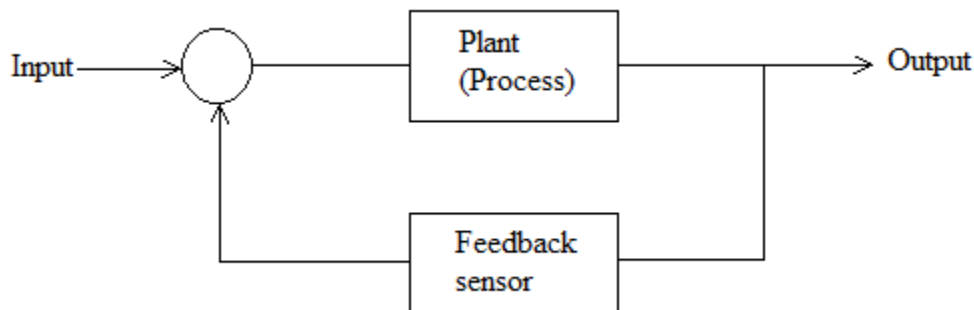 Input
Plant
(Process)
Output
Feedback
sensor